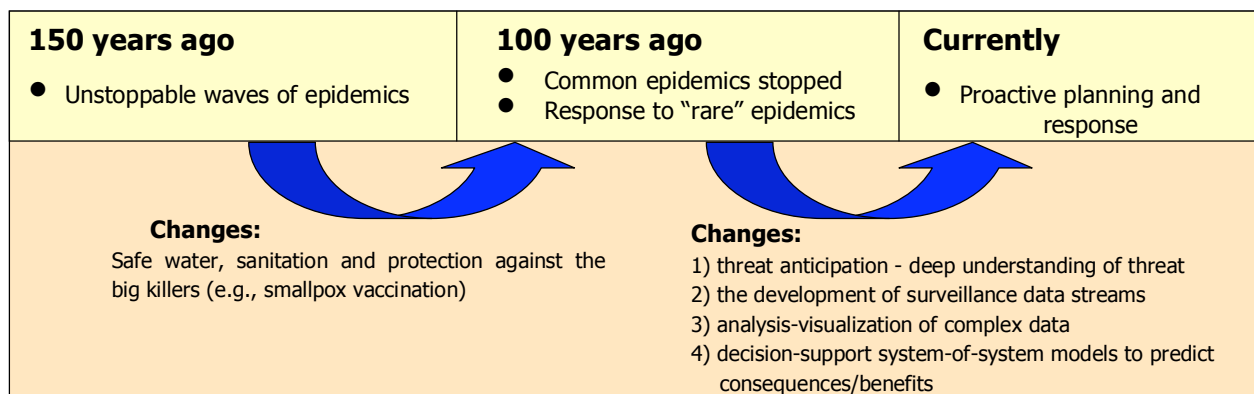 150 years ago
● Unstoppable waves of epidemics
100 years ago
● Common epidemics stopped
● Response to “rare” epidemics
Currently
● Proactive planning and
response
Changes:
Safe water, sanitation and protection against the
big killers (e.g., smallpox vaccination)
Changes:
1) threat anticipation - deep understanding of threat
2) the development of surveillance data streams
3) analysis-visualization of complex data
4) decision-support system-of-system models to predict
consequences/benefits